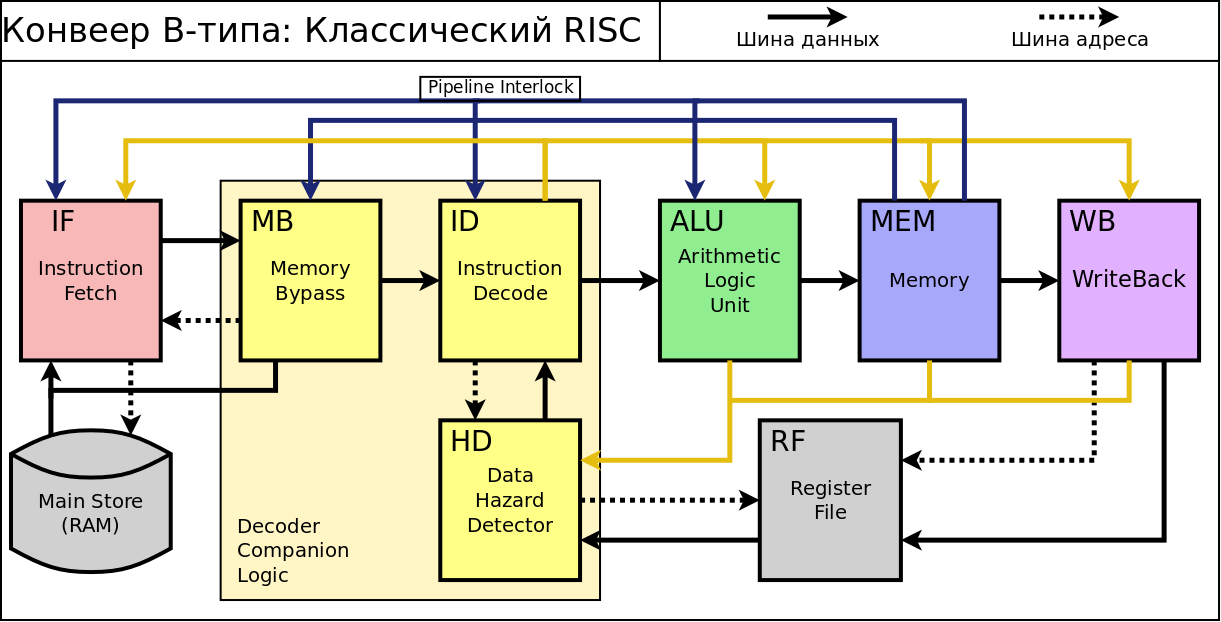 Конвеер B-типа: Классический RISC
Шина данных
Шина адреса
Pipeline Interlock
IF
Instruction
Fetch
MB
Memory
Bypass
ID
Instruction
Decode
ALU
Arithmetic
Logic
Unit
MEM
Memory
WB
WriteBack
Main Store
(RAM)
Decoder
Companion
Logic
HD
Data
Hazard
Detector
RF
Register
File